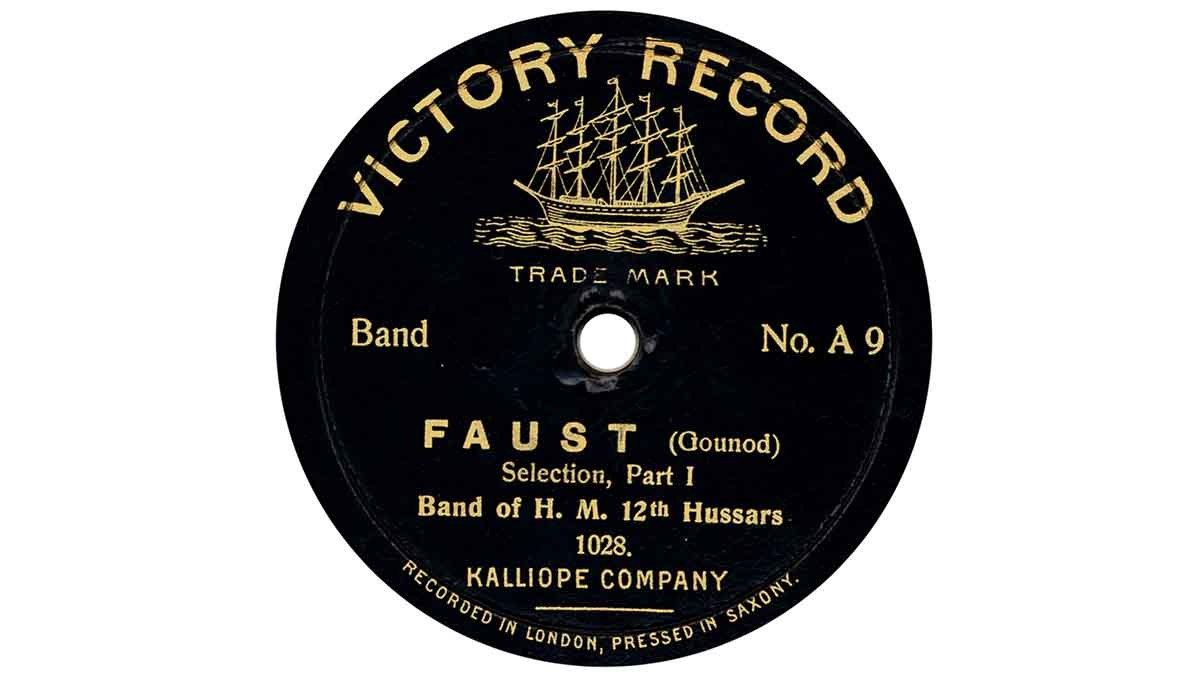 VICTORY RECORD
TRADE MARK
Band
No. A 9
FAUST (Gounod)
Selection, Part I
Band of H. M. 12th Hussars
1028.
KALLIOPE COMPANY
RECORDED IN LONDON, PRESSED IN SAXONY.